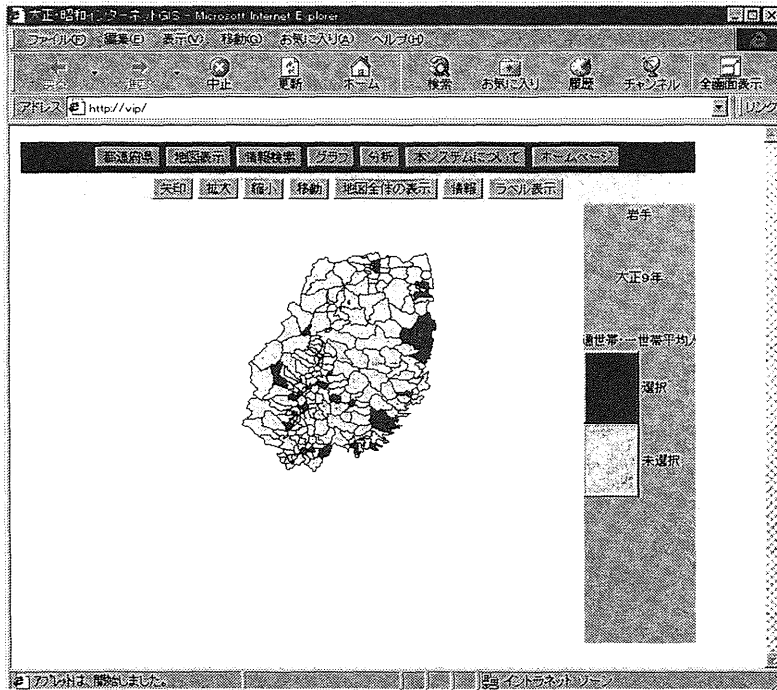 大正・昭和インターネットGIS - Microsoft Internet Explorer
ファイル(F) 編集(E) 表示(V) 移動(G) お気に入り(A) ヘルプ(H)
中止 更新 ホーム 検索 お気に入り 履歴 チャンネル 全画面表示
アドレス http://vip/ リンク
都道府県 地図表示 情報検索 グラフ 分析 本システムについて ホームページ
矢印 拡大 縮小 移動 地図全体の表示 情報 ラベル表示
岩手
大正9年
通世帯・一世帯平均人
選択
未選択
アプレットは、開始しました。 イントラネット ゾーン